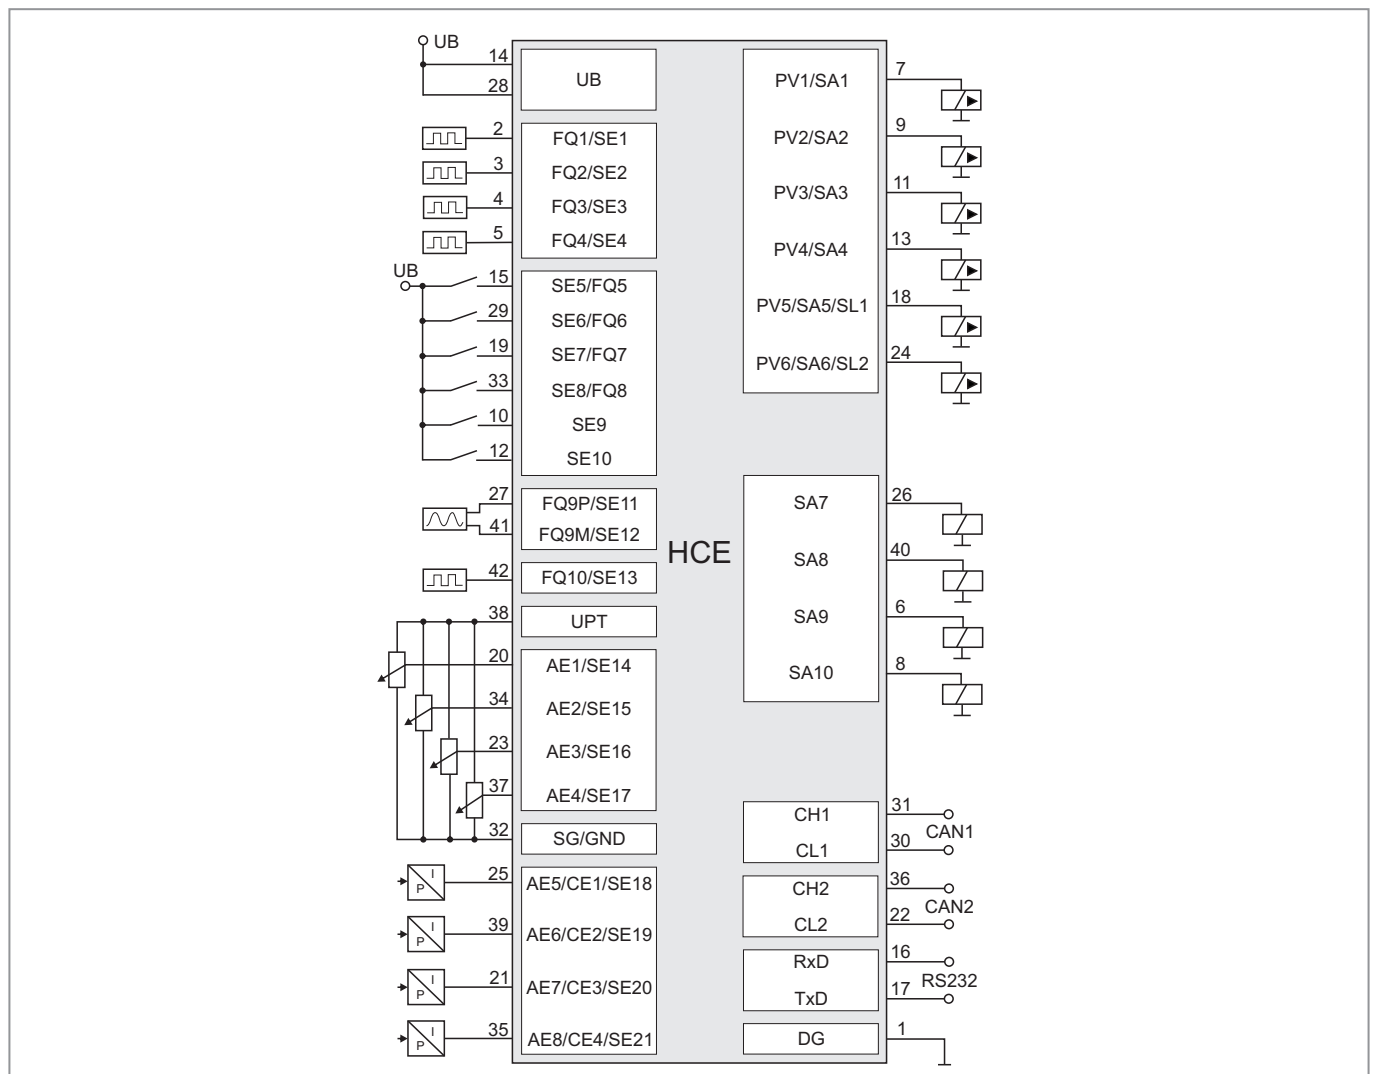 UB
14
28
UB
2
FQ1/SE1
3
FQ2/SE2
4
FQ3/SE3
5
FQ4/SE4
UB
15
SE5/FQ5
29
SE6/FQ6
19
SE7/FQ7
33
SE8/FQ8
10
SE9
12
SE10
27
FQ9P/SE11
41
FQ9M/SE12
42
FQ10/SE13
38
UPT
20
AE1/SE14
34
AE2/SE15
23
AE3/SE16
37
AE4/SE17
32
SG/GND
I
P
25
AE5/CE1/SE18
I
P
39
AE6/CE2/SE19
I
P
21
AE7/CE3/SE20
I
P
35
AE8/CE4/SE21
HCE
PV1/SA1
7
PV2/SA2
9
PV3/SA3
11
PV4/SA4
13
PV5/SA5/SL1
18
PV6/SA6/SL2
24
SA7
26
SA8
40
SA9
6
SA10
8
CH1
31
CAN1
CL1
30
CH2
36
CAN2
CL2
22
RxD
16
RS232
TxD
17
DG
1